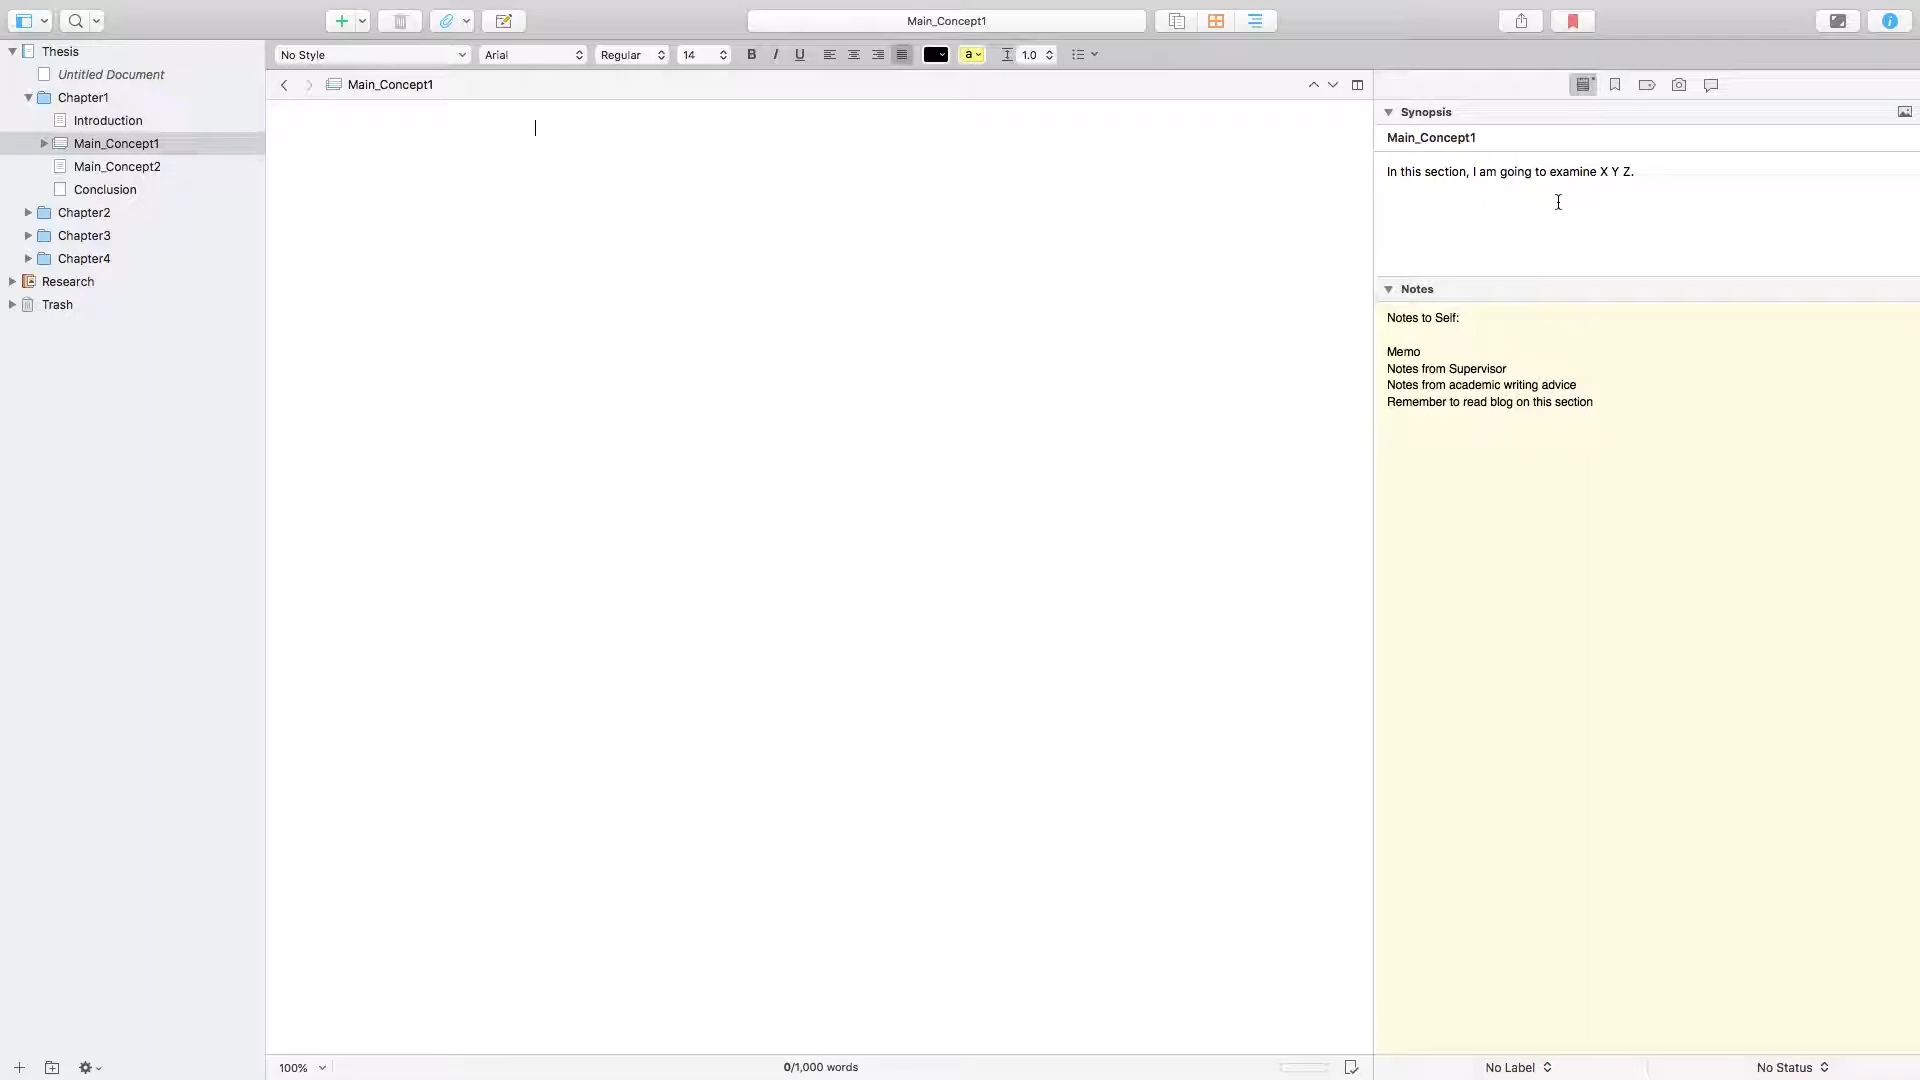 Main_Concept1
Thesis
Untitled Document
Chapter1
Introduction
Main_Concept1
Main_Concept2
Conclusion
Chapter2
Chapter3
Chapter4
Research
Trash
No Style
Arial
Regular
14
B I U
a
1.0
Main_Concept1
Synopsis
Main_Concept1
In this section, I am going to examine X Y Z.
Notes
Notes to Self:
Memo
Notes from Supervisor
Notes from academic writing advice
Remember to read blog on this section
100%
0/1,000 words
No Label
No Status